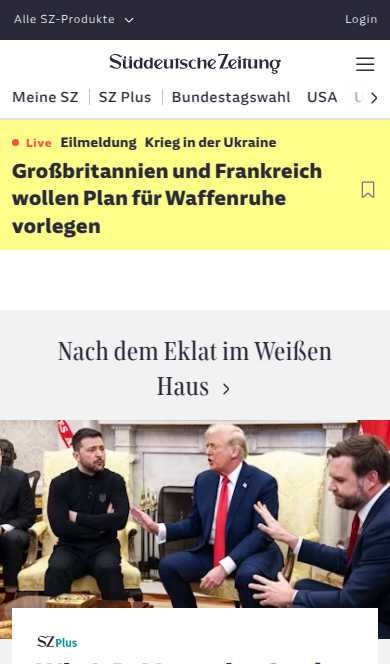 Alle SZ-Produkte
Login
Süddeutsche Zeitung
Meine SZ
SZ Plus
Bundestagswahl
USA
Live Eilmeldung Krieg in der Ukraine
Großbritannien und Frankreich
wollen Plan für Waffenruhe
vorlegen
Nach dem Eklat im Weißen
Haus
SZ Plus